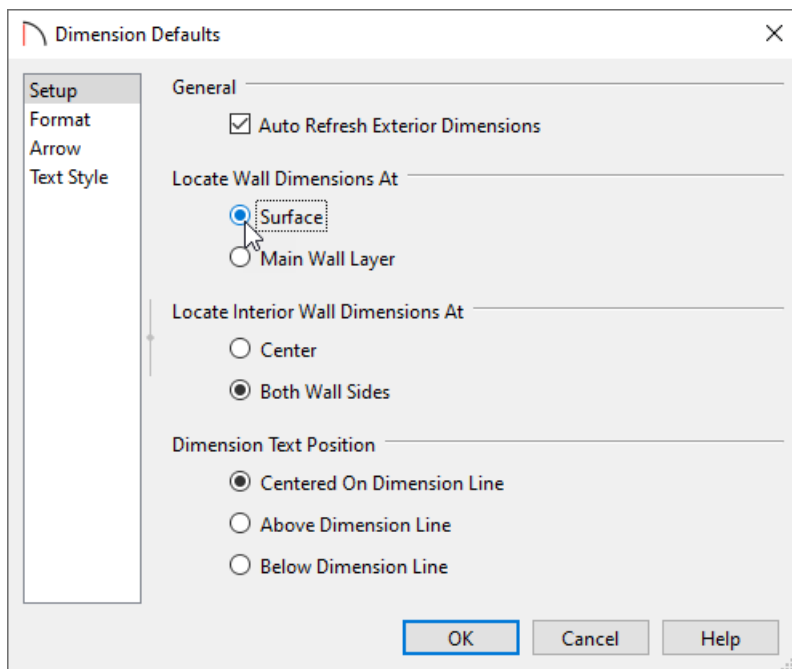 Dimension Defaults
Setup
Format
Arrow
Text Style
General
Auto Refresh Exterior Dimensions
Locate Wall Dimensions At
Surface
Main Wall Layer
Locate Interior Wall Dimensions At
Center
Both Wall Sides
Dimension Text Position
Centered On Dimension Line
Above Dimension Line
Below Dimension Line
OK Cancel Help